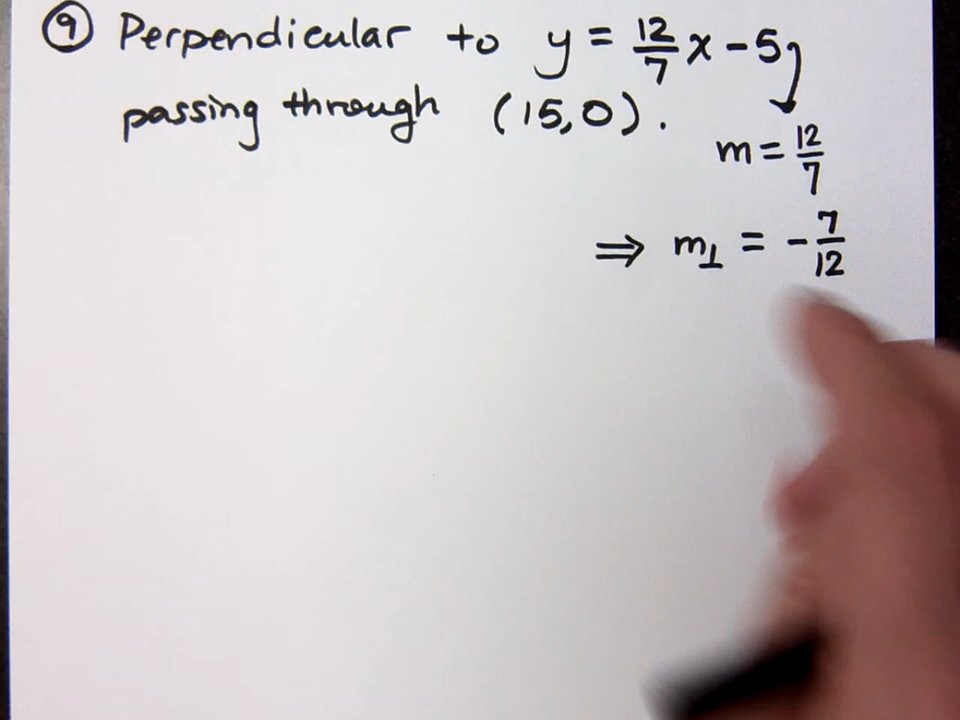 ⑨ Perpendicular to y = 12/7 x - 5
passing through (15,0).
m = 12/7
⇒ m⊥ = - 7/12